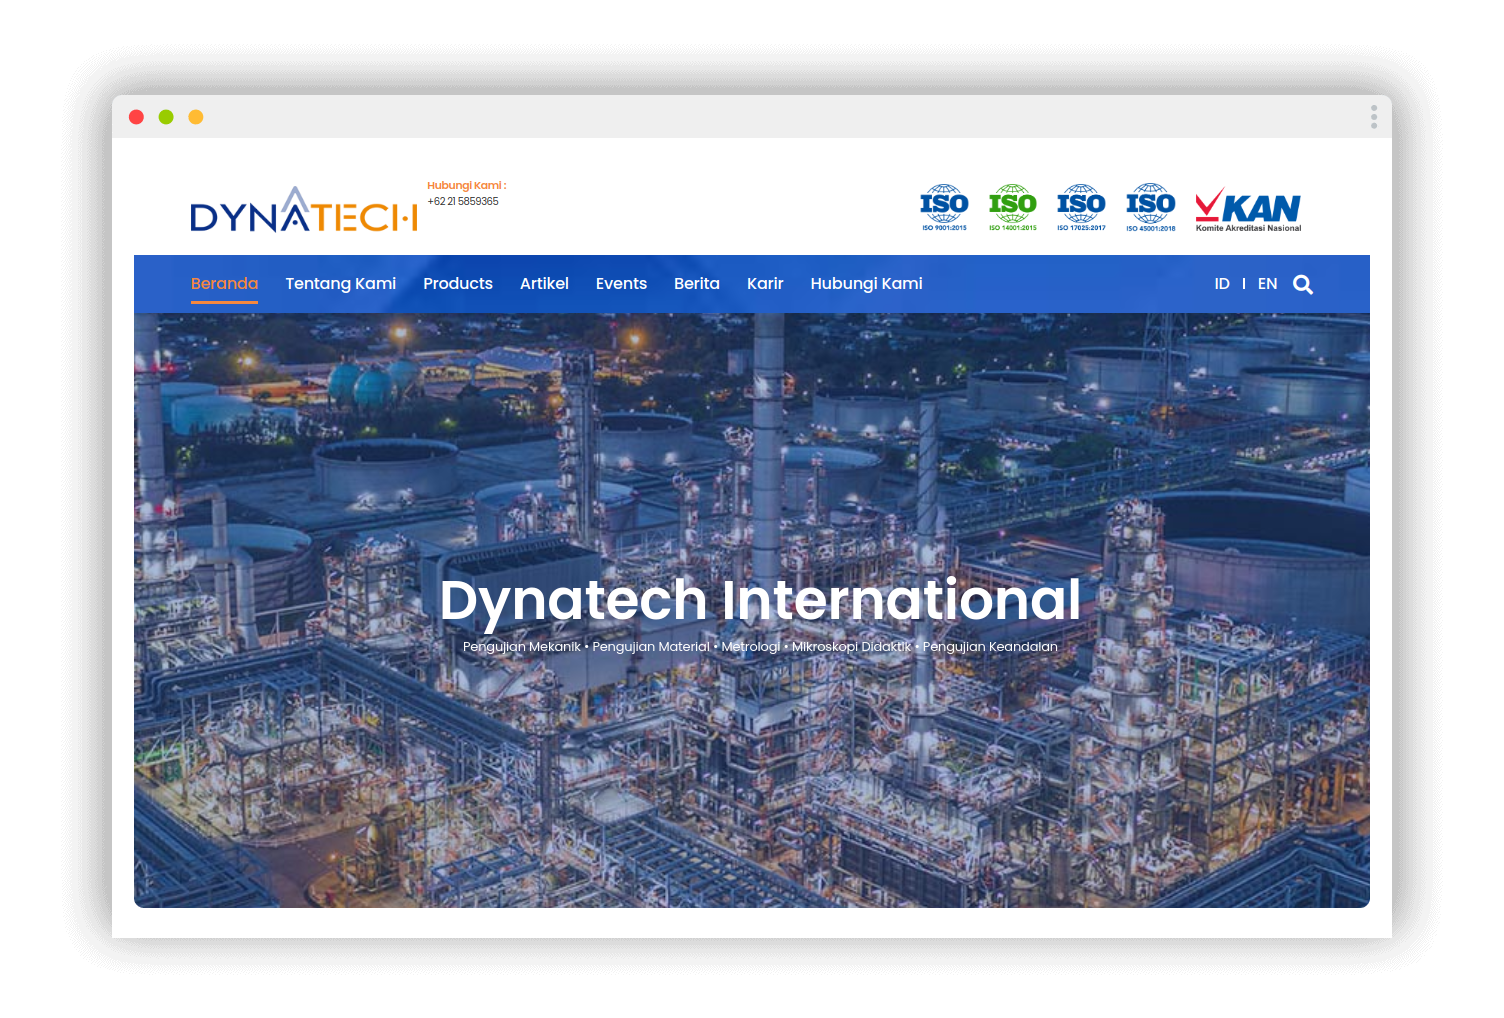 DYNATECH
Hubungi Kami :
+62 21 5859365
ISO ISO ISO ISO KAN
ISO 9001:2015 ISO 14001:2015 ISO 17025:2017 ISO 45001:2018 Komite Akreditasi Nasional
Beranda Tentang Kami Products Artikel Events Berita Karir Hubungi Kami ID I EN
Dynatech International
Pengujian Mekanik • Pengujian Material • Metrologi • Mikroskopi Didaktik • Pengujian Keandalan